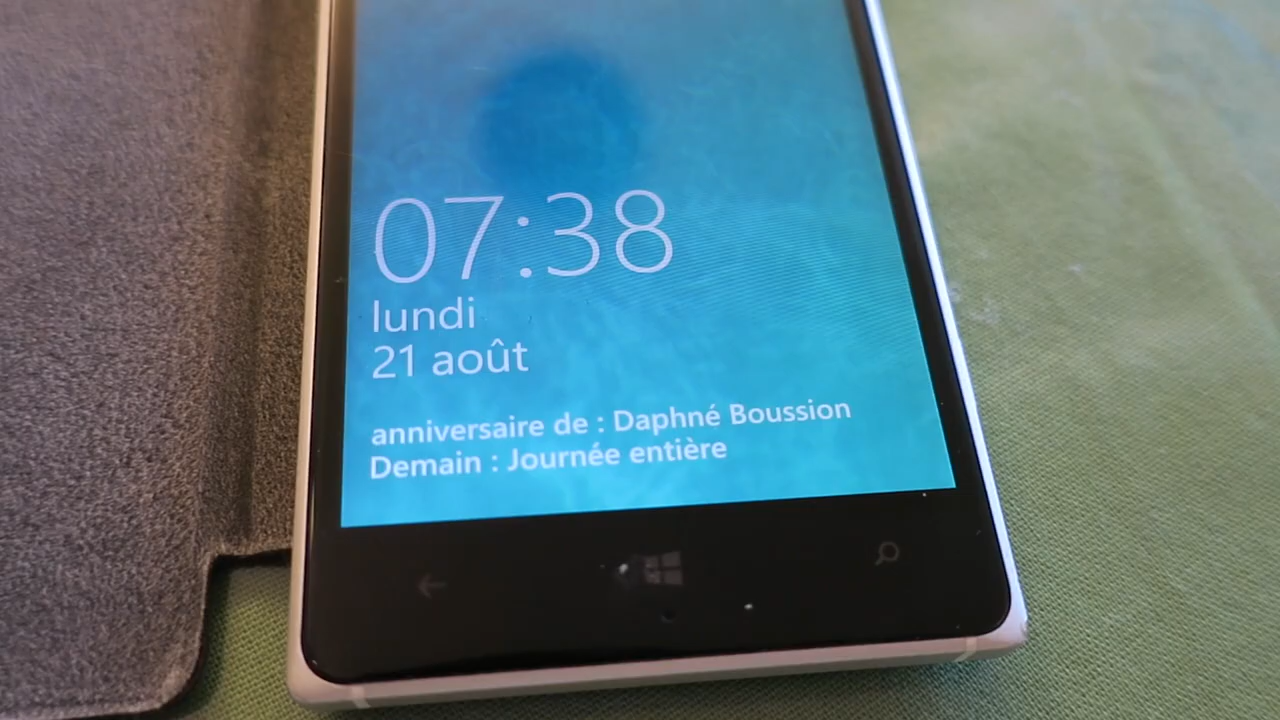 07:38
lundi
21 août
anniversaire de : Daphné Boussion
Demain : Journée entière